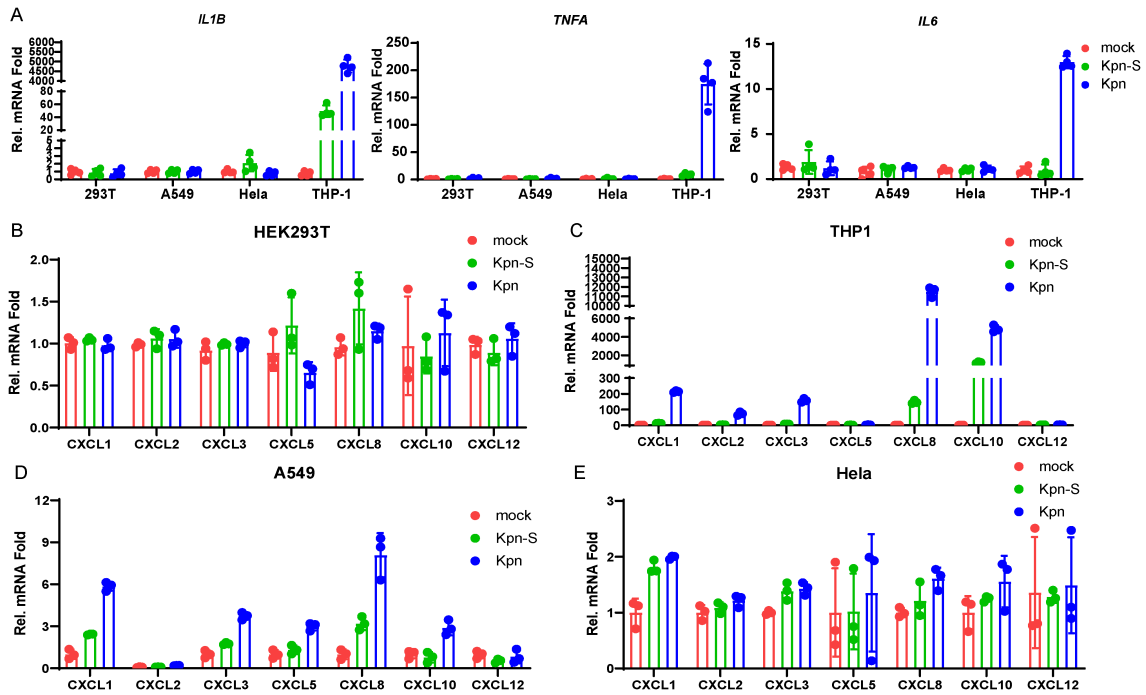 A
IL1B
TNFA
IL6
Rel. mRNA Fold
6000
5000
4000
3000
2000
1000
80
60
40
20
5
4
3
2
1
0
293T A549 Hela THP-1
Rel. mRNA Fold
250
200
150
100
50
0
293T A549 Hela THP-1
Rel. mRNA Fold
15
10
5
0
293T A549 Hela THP-1
mock
Kpn-S
Kpn
B
HEK293T
mock
Kpn-S
Kpn
Rel. mRNA Fold
2.0
1.5
1.0
0.5
0.0
CXCL1 CXCL2 CXCL3 CXCL5 CXCL8 CXCL10 CXCL12
C
THP1
mock
Kpn-S
Kpn
Rel. mRNA Fold
15000
14000
13000
12000
11000
10000
6000
4000
2000
300
200
100
0
CXCL1 CXCL2 CXCL3 CXCL5 CXCL8 CXCL10 CXCL12
D
A549
mock
Kpn-S
Kpn
Rel. mRNA Fold
12
9
6
3
0
CXCL1 CXCL2 CXCL3 CXCL5 CXCL8 CXCL10 CXCL12
E
Hela
mock
Kpn-S
Kpn
Rel. mRNA Fold
3
2
1
0
CXCL1 CXCL2 CXCL3 CXCL5 CXCL8 CXCL10 CXCL12